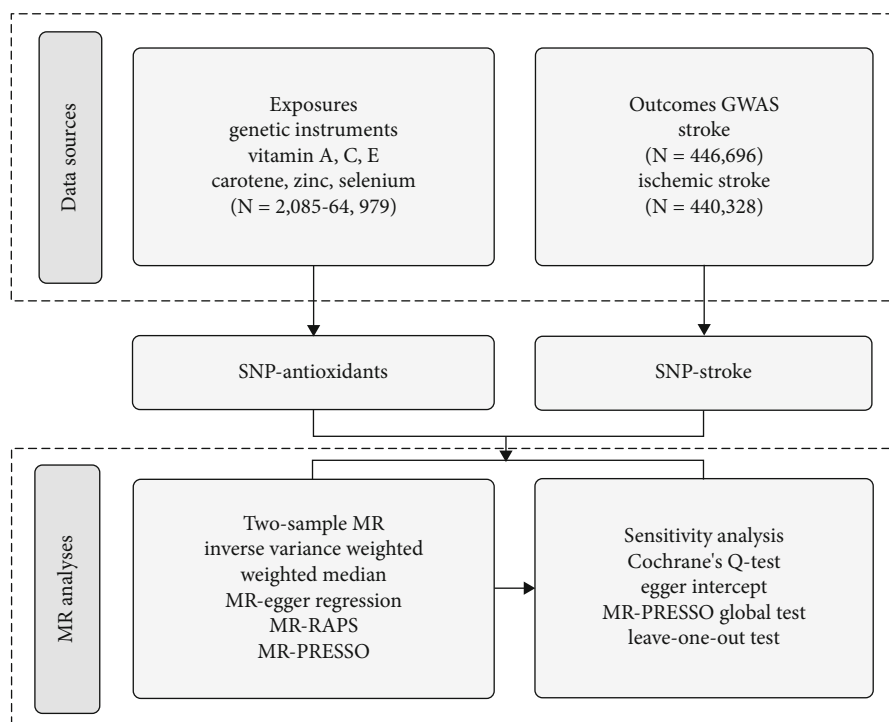 Data sources
Exposures
genetic instruments
vitamin A, C, E
carotene, zinc, selenium
(N = 2,085-64, 979)
Outcomes GWAS
stroke
(N = 446,696)
ischemic stroke
(N = 440,328)
SNP-antioxidants
SNP-stroke
MR analyses
Two-sample MR
inverse variance weighted
weighted median
MR-egger regression
MR-RAPS
MR-PRESSO
Sensitivity analysis
Cochrane's Q-test
egger intercept
MR-PRESSO global test
leave-one-out test